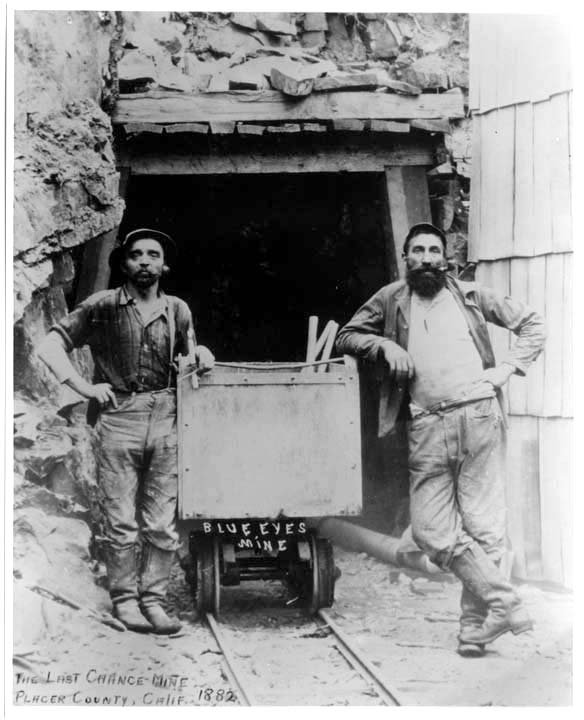 BLUE EYES
MINE
THE LAST CHANCE MINE
PLACER COUNTY, CALIF. 1882